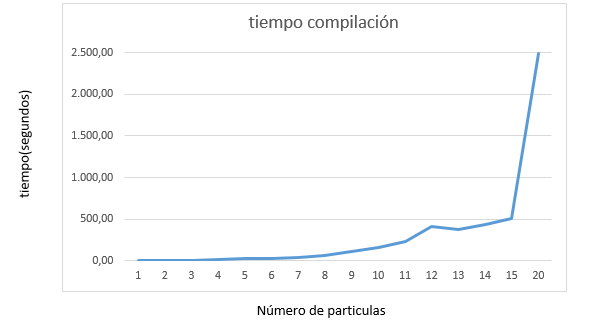 tiempo compilación
tiempo(segundos)
2.500,00
2.000,00
1.500,00
1.000,00
500,00
0,00
1 2 3 4 5 6 7 8 9 10 11 12 13 14 15 20
Número de particulas